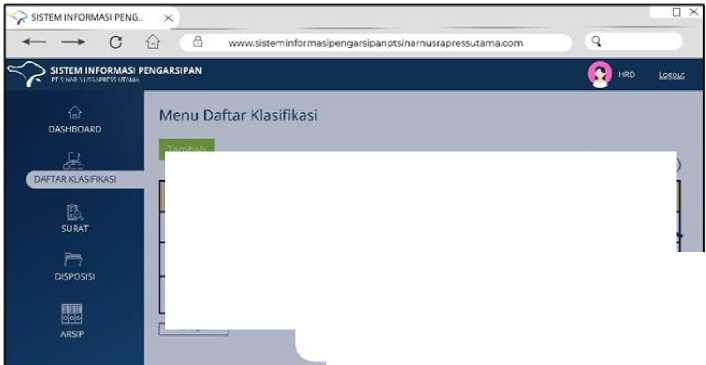 SISTEM INFORMASI PENG..
www.sisteminformasipengarsipanptsinarnusrapressutama.com
SISTEM INFORMASI PENGARSIPAN
PT SINAR NUSRAPRESS UTAMA
HRD
Logout
DASHBOARD
Menu Daftar Klasifikasi
Tambah
DAFTAR KLASIFIKASI
SURAT
DISPOSISI
ARSIP